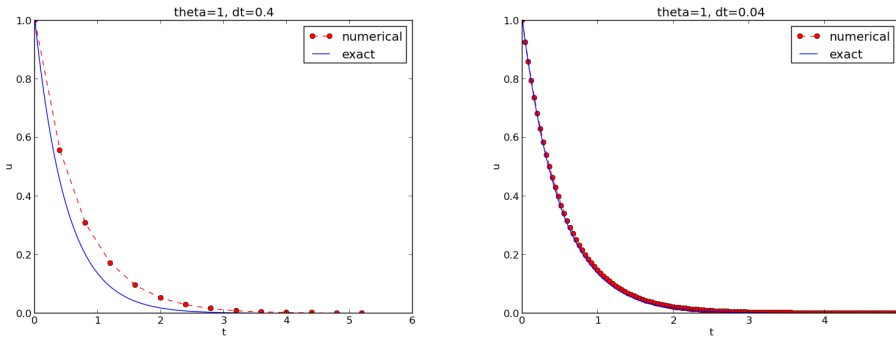 theta=1, dt=0.4
1.0
0.8
0.6
0.4
0.2
0.0
u
numerical
exact
0 1 2 3 4 5 6
t
theta=1, dt=0.04
1.0
0.8
0.6
0.4
0.2
0.0
u
numerical
exact
0 1 2 3 4
t